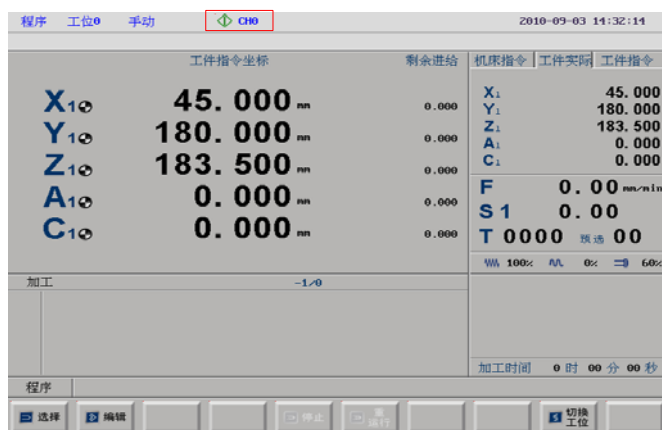 程序 工位0 手动 CH0 2010-09-03 14:32:14
工件指令坐标 剩余进给 机床指令 工件实际 工件指令
X1 45.000 mm 0.000
Y1 180.000 mm 0.000
Z1 183.500 mm 0.000
A1 0.000 mm 0.000
C1 0.000 mm 0.000
X1 45.000
Y1 180.000
Z1 183.500
A1 0.000
C1 0.000
F 0.00 mm/min
S1 0.00
T 0000 预选 00
100% 0% 60%
加工 -1/0
加工时间 0 时 00 分 00 秒
程序
选择 编辑 停止 重运行 切换工位